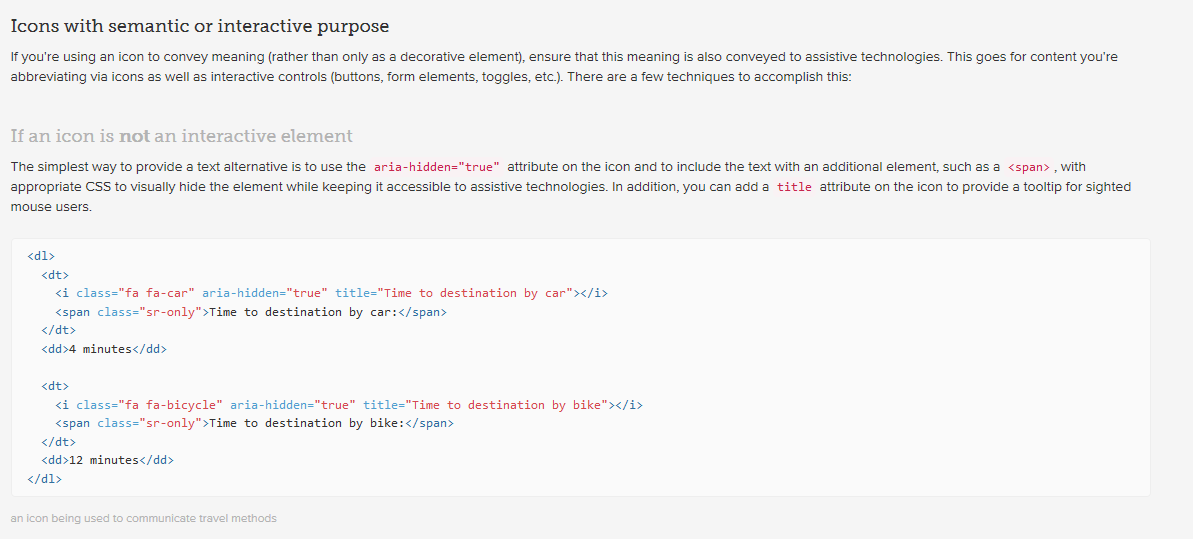 Icons with semantic or interactive purpose
If you're using an icon to convey meaning (rather than only as a decorative element), ensure that this meaning is also conveyed to assistive technologies. This goes for content you're
abbreviating via icons as well as interactive controls (buttons, form elements, toggles, etc.). There are a few techniques to accomplish this:
If an icon is not an interactive element
The simplest way to provide a text alternative is to use the aria-hidden="true" attribute on the icon and to include the text with an additional element, such as a <span>, with
appropriate CSS to visually hide the element while keeping it accessible to assistive technologies. In addition, you can add a title attribute on the icon to provide a tooltip for sighted
mouse users.
<dl>
  <dt>
    <i class="fa fa-car" aria-hidden="true" title="Time to destination by car"></i>
    <span class="sr-only">Time to destination by car:</span>
  </dt>
  <dd>4 minutes</dd>
  <dt>
    <i class="fa fa-bicycle" aria-hidden="true" title="Time to destination by bike"></i>
    <span class="sr-only">Time to destination by bike:</span>
  </dt>
  <dd>12 minutes</dd>
</dl>
an icon being used to communicate travel methods